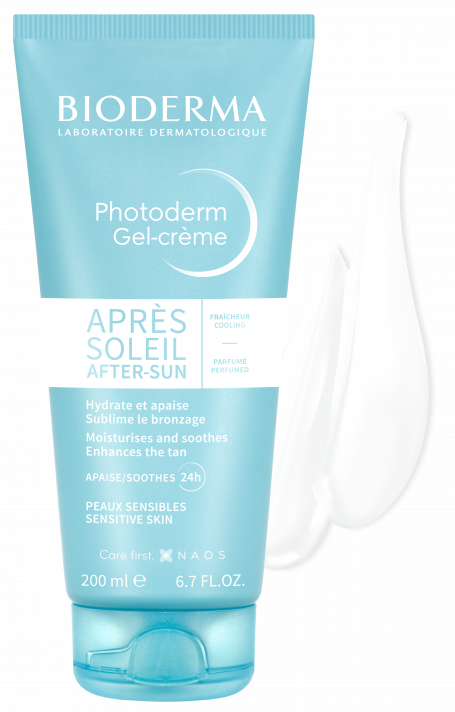 BIODERMA
LABORATOIRE DERMATOLOGIQUE
Photoderm
Gel-crème
APRÈS
SOLEIL
AFTER-SUN
FRAÎCHEUR
COOLING
PARFUMÉ
PERFUMED
Hydrate et apaise
Sublime le bronzage
Moisturises and soothes
Enhances the tan
APAISE/SOOTHES 24h
PEAUX SENSIBLES
SENSITIVE SKIN
Care first. NAOS
200 ml ℮ 6.7 FL.OZ.